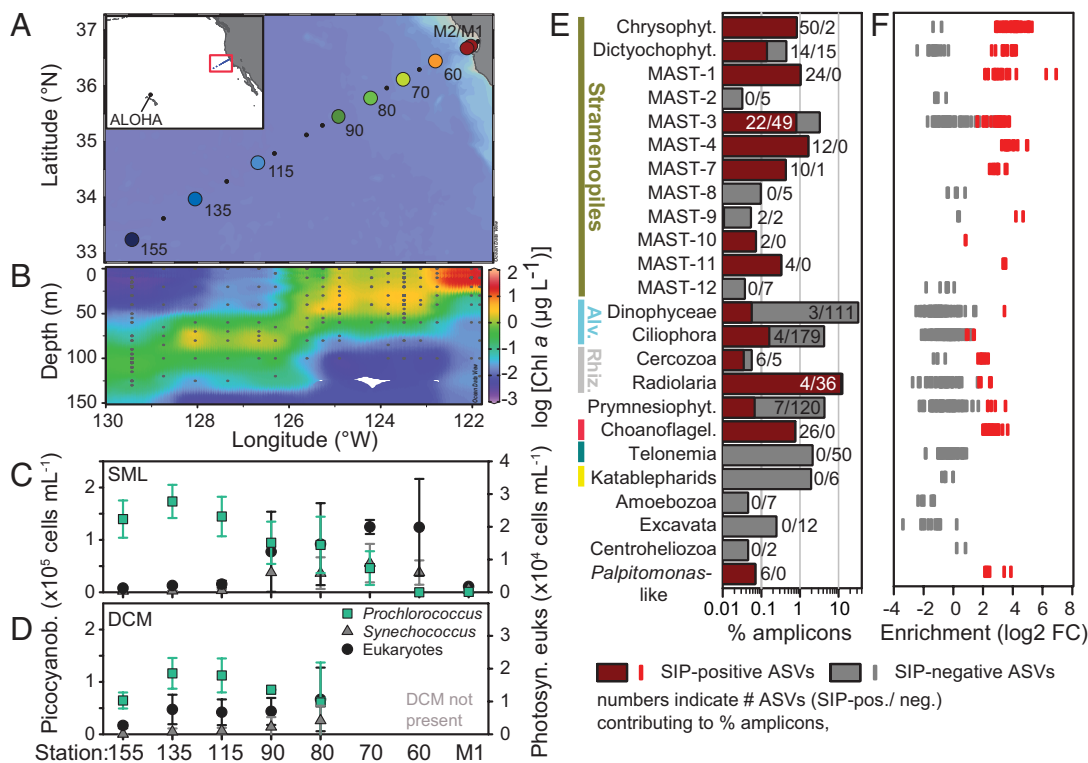 A
Latitude (°N)
37
36
35
34
33
ALOHA
M2/M1
60
70
80
90
115
135
155
B
Depth (m)
0
50
100
150
130
128
126
124
122
Longitude (°W)
2
1
0
-1
-2
-3
log [Chl a (µg L⁻¹)]
C
SML
2
1
0
4
3
2
1
0
D
DCM
2
1
0
3
2
1
0
Picocyanob. (x10⁵ cells mL⁻¹)
Photosyn. euks (x10⁴ cells mL⁻¹)
Prochlorococcus
Synechococcus
Eukaryotes
DCM not
present
Station: 155 135 115 90 80 70 60 M1
E
Stramenopiles
Alv.
Rhiz.
Chrysophyt. 50/2
Dictyochophyt. 14/15
MAST-1 24/0
MAST-2 0/5
MAST-3 22/49
MAST-4 12/0
MAST-7 10/1
MAST-8 0/5
MAST-9 2/2
MAST-10 2/0
MAST-11 4/0
MAST-12 0/7
Dinophyceae 3/111
Ciliophora 4/179
Cercozoa 6/5
Radiolaria 4/36
Prymnesiophyt. 7/120
Choanoflagel. 26/0
Telonemia 0/50
Katablepharids 0/6
Amoebozoa 0/7
Excavata 0/12
Centroheliozoa 0/2
Palpitomonas- 6/0
like
0.01 0.1 1 10
% amplicons
F
-4 -2 0 2 4 6 8
Enrichment (log2 FC)
SIP-positive ASVs
SIP-negative ASVs
numbers indicate # ASVs (SIP-pos./ neg.)
contributing to % amplicons,